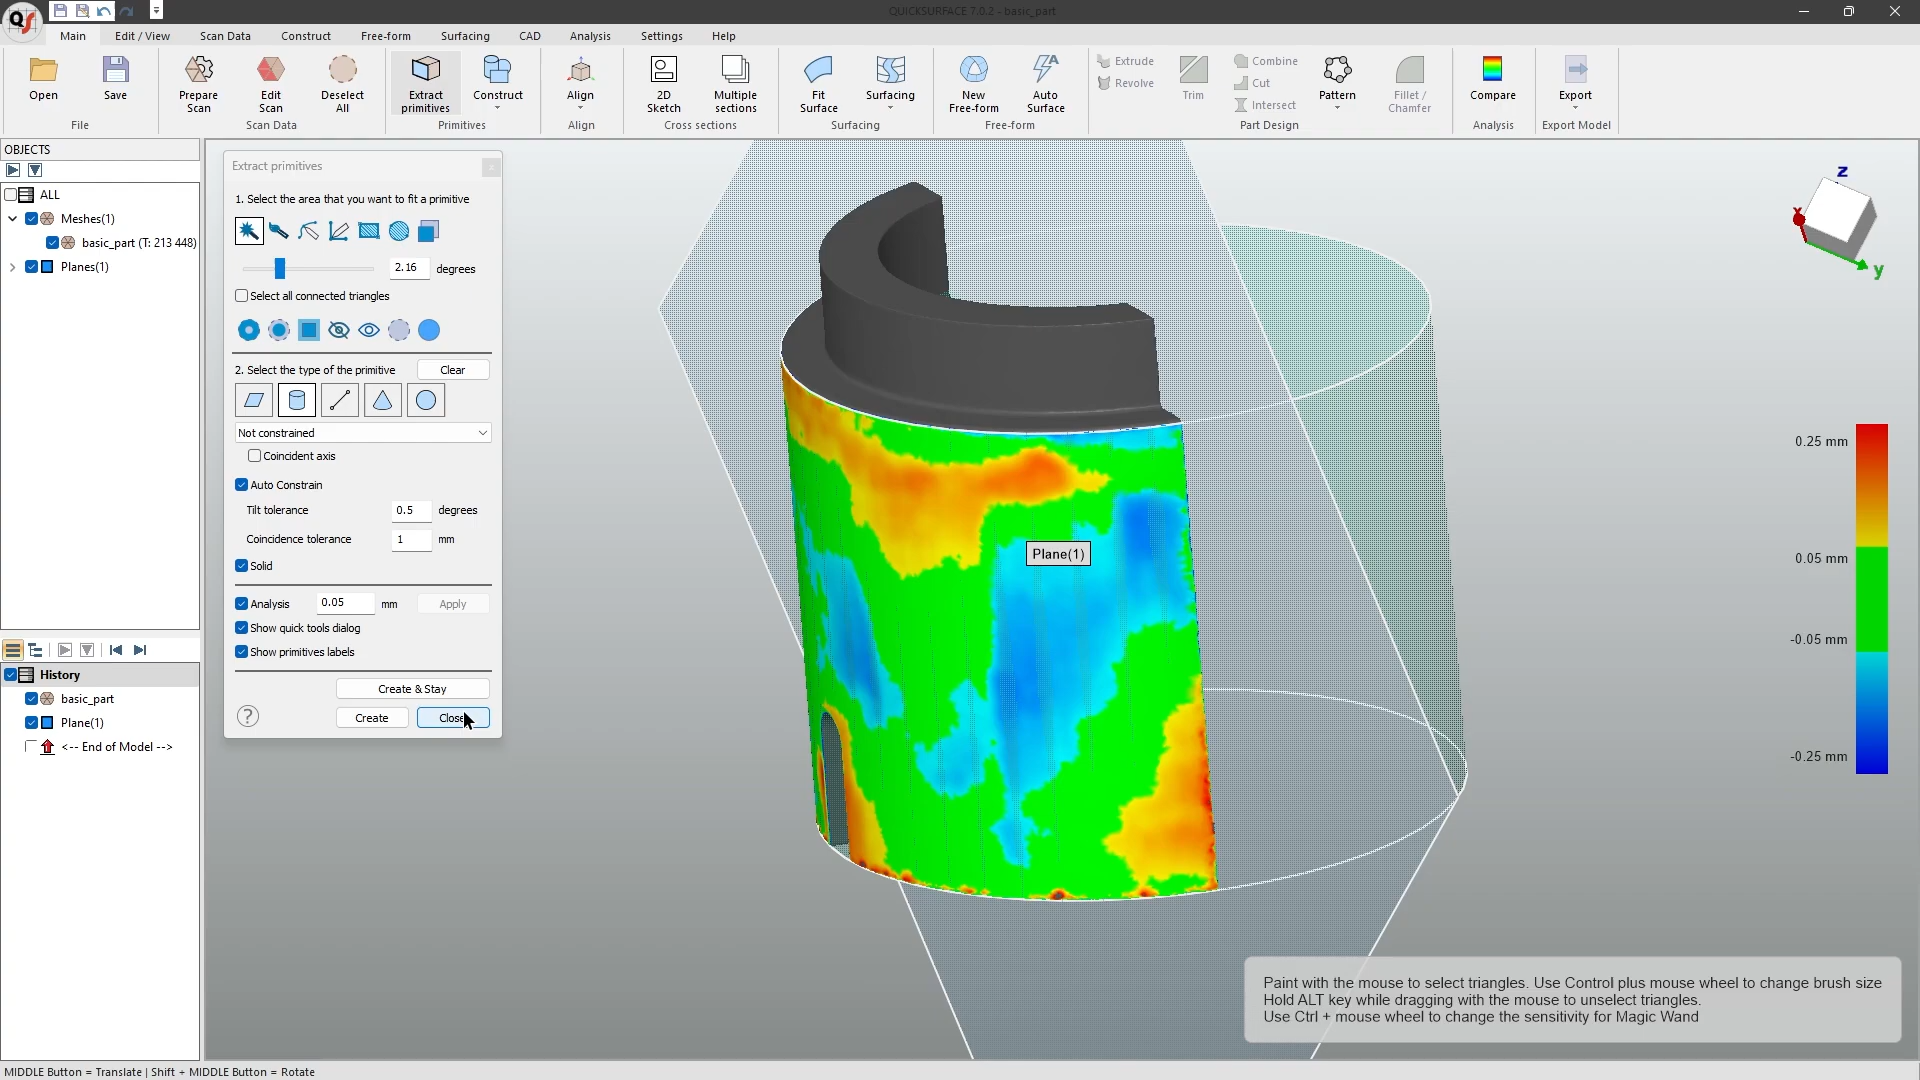 QUICKSURFACE 7.0.2 - basic_part
Main Edit / View Scan Data Construct Free-form Surfacing CAD Analysis Settings Help
Open
Save
File
Prepare Scan
Edit Scan
Deselect All
Scan Data
Extract primitives
Construct
Primitives
Align
Align
2D Sketch
Multiple sections
Cross sections
Fit Surface
Surfacing
Surfacing
New Free-form
Auto Surface
Free-form
Extrude
Revolve
Trim
Combine
Cut
Intersect
Pattern
Fillet / Chamfer
Part Design
Compare
Analysis
Export
Export Model
OBJECTS
ALL
Meshes(1)
basic_part (T: 213 448)
Planes(1)
History
basic_part
Plane(1)
<-- End of Model -->
Extract primitives
1. Select the area that you want to fit a primitive
2.16 degrees
Select all connected triangles
2. Select the type of the primitive Clear
Not constrained
Coincident axis
Auto Constrain
Tilt tolerance 0.5 degrees
Coincidence tolerance 1 mm
Solid
Analysis 0.05 mm Apply
Show quick tools dialog
Show primitives labels
Create & Stay
? Create Close
Plane(1)
z
x
y
0.25 mm
0.05 mm
-0.05 mm
-0.25 mm
Paint with the mouse to select triangles. Use Control plus mouse wheel to change brush size
Hold ALT key while dragging with the mouse to unselect triangles.
Use Ctrl + mouse wheel to change the sensitivity for Magic Wand
MIDDLE Button = Translate | Shift + MIDDLE Button = Rotate